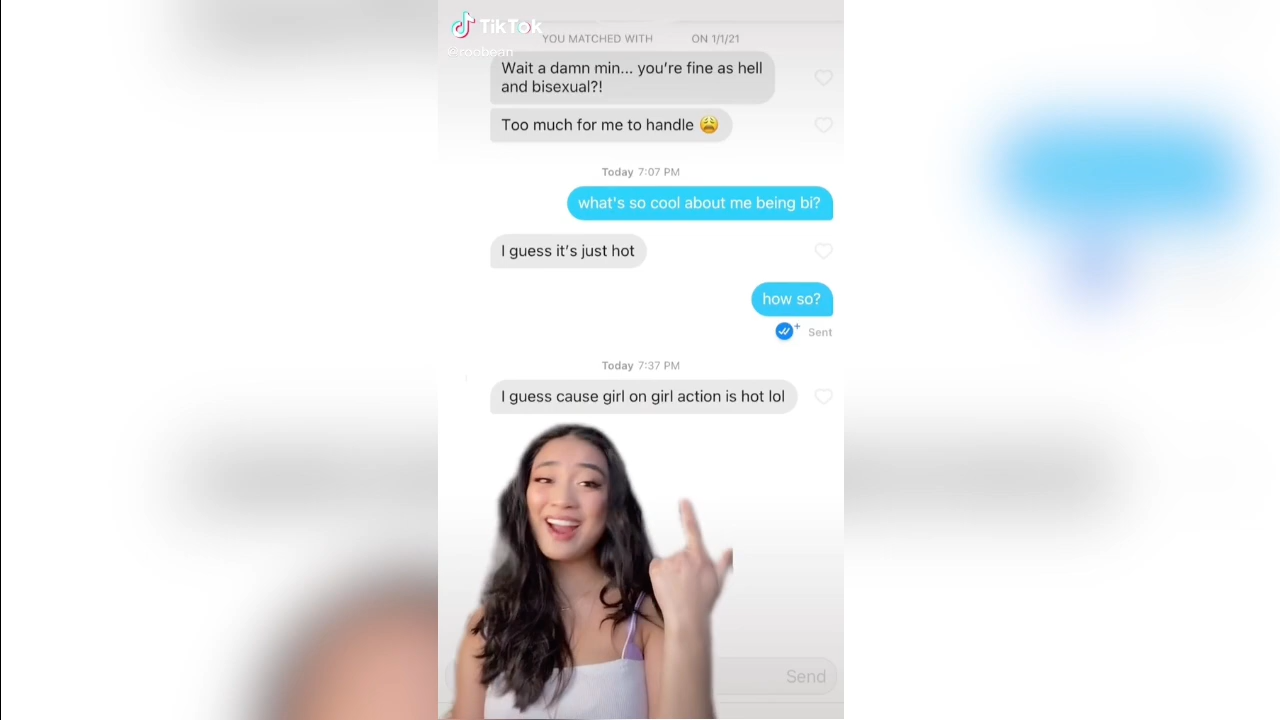 TikTok
@roobean
YOU MATCHED WITH ON 1/1/21
Wait a damn min... you're fine as hell
and bisexual?!
Too much for me to handle 😩
Today 7:07 PM
what's so cool about me being bi?
I guess it's just hot
how so?
Sent
Today 7:37 PM
I guess cause girl on girl action is hot lol
Send